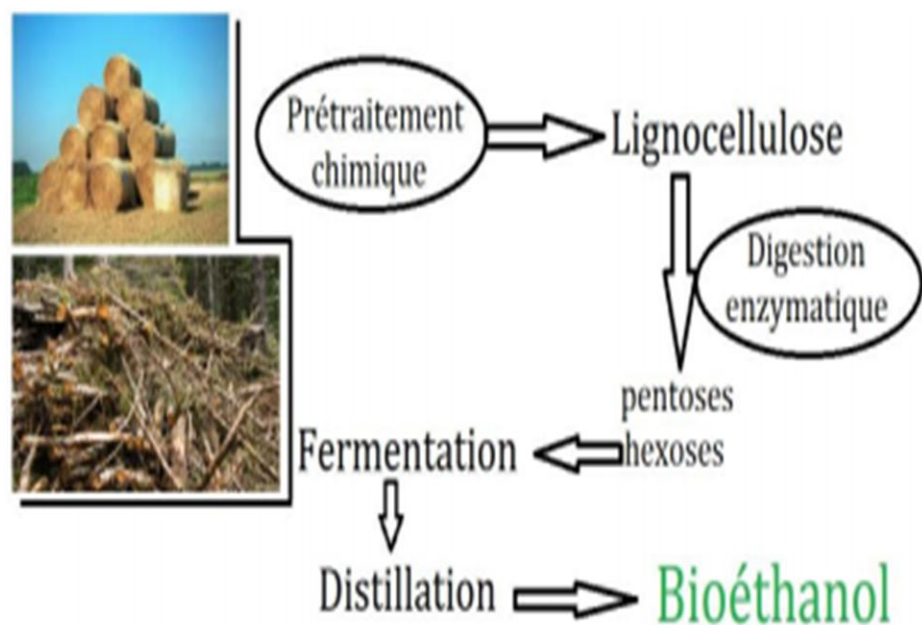 Prétraitement
chimique
Lignocellulose
Digestion
enzymatique
pentoses
hexoses
Fermentation
Distillation
Bioéthanol